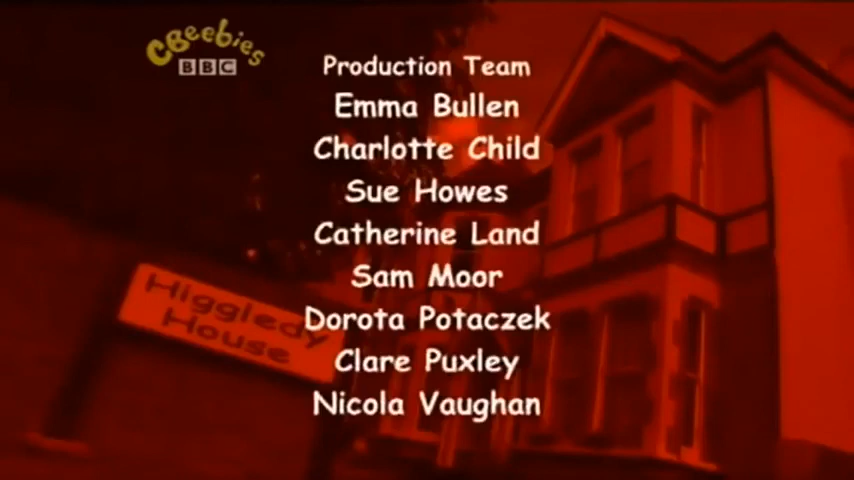 CBeebies
BBC
Production Team
Emma Bullen
Charlotte Child
Sue Howes
Catherine Land
Sam Moor
Dorota Potaczek
Clare Puxley
Nicola Vaughan
Higgledy
House